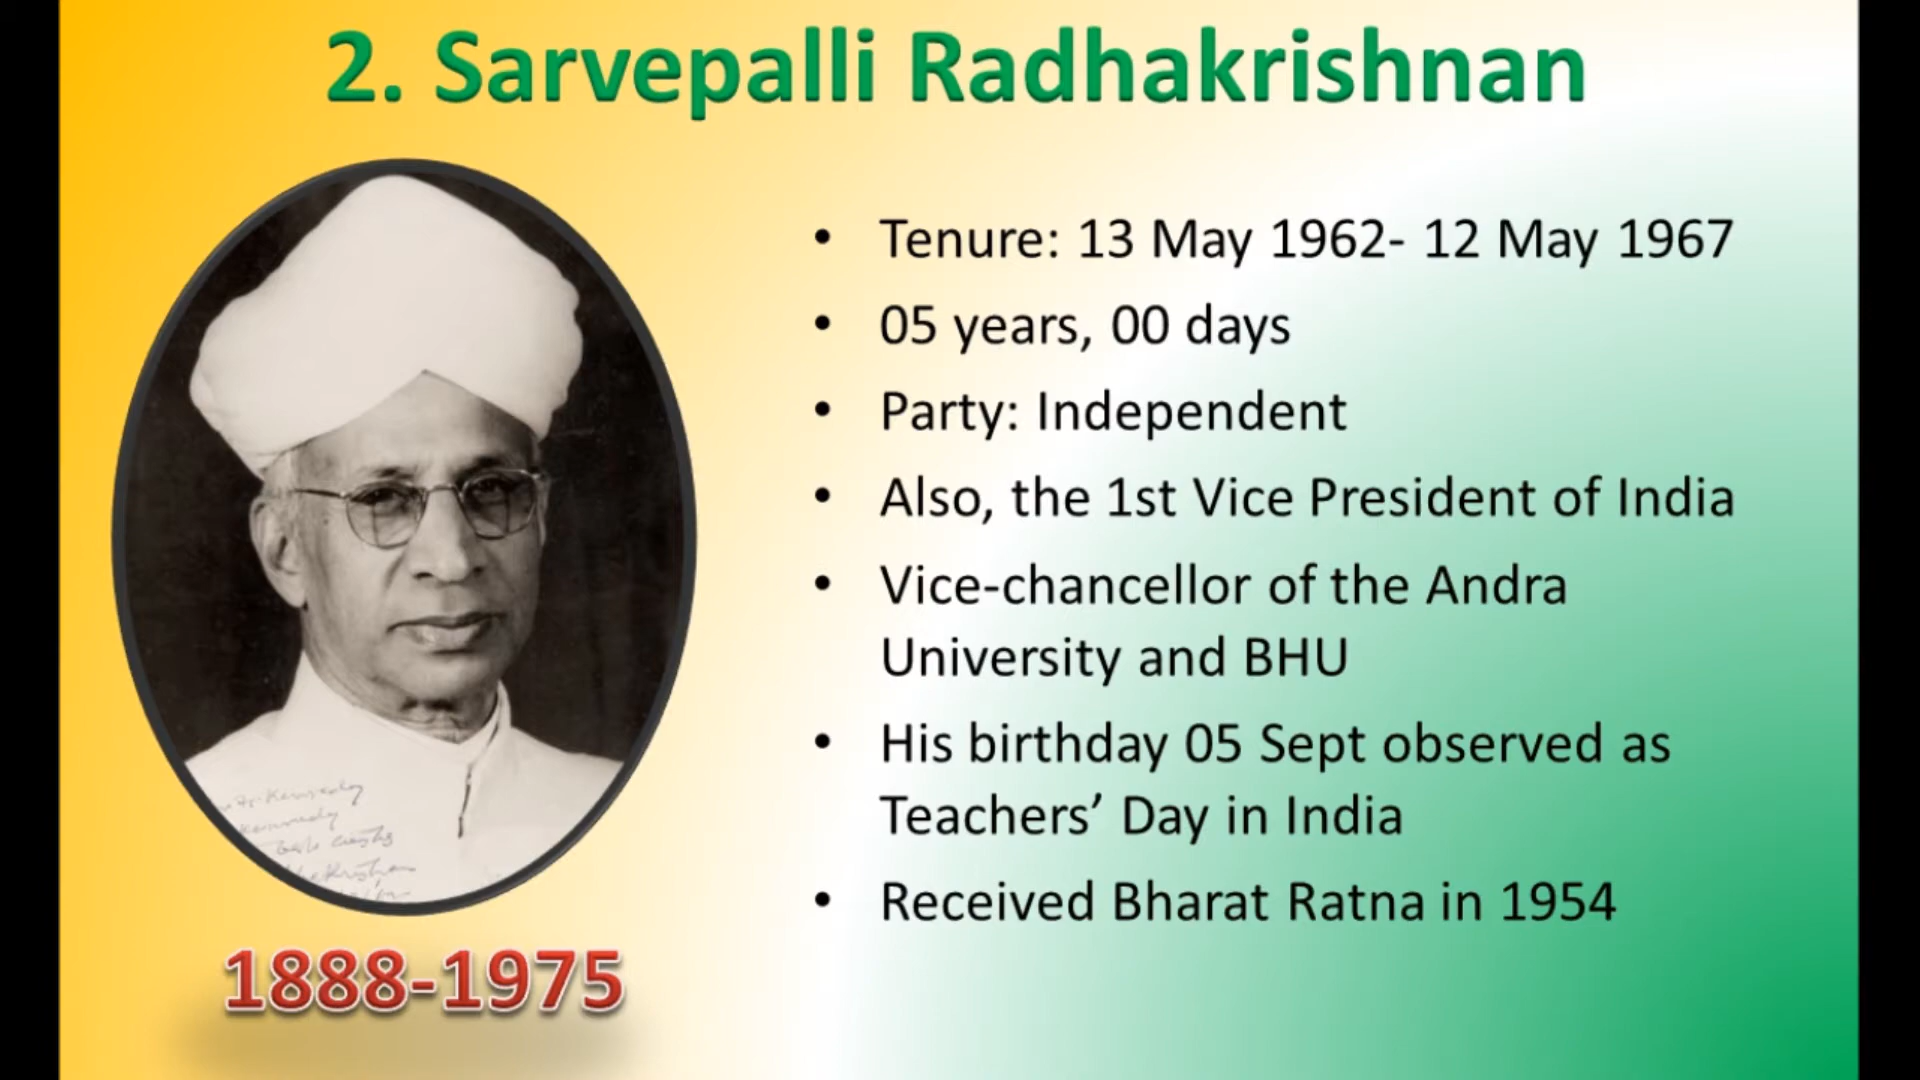 2. Sarvepalli Radhakrishnan
• Tenure: 13 May 1962- 12 May 1967
• 05 years, 00 days
• Party: Independent
• Also, the 1st Vice President of India
• Vice-chancellor of the Andra
University and BHU
• His birthday 05 Sept observed as
Teachers’ Day in India
• Received Bharat Ratna in 1954
Kennedy
1888-1975